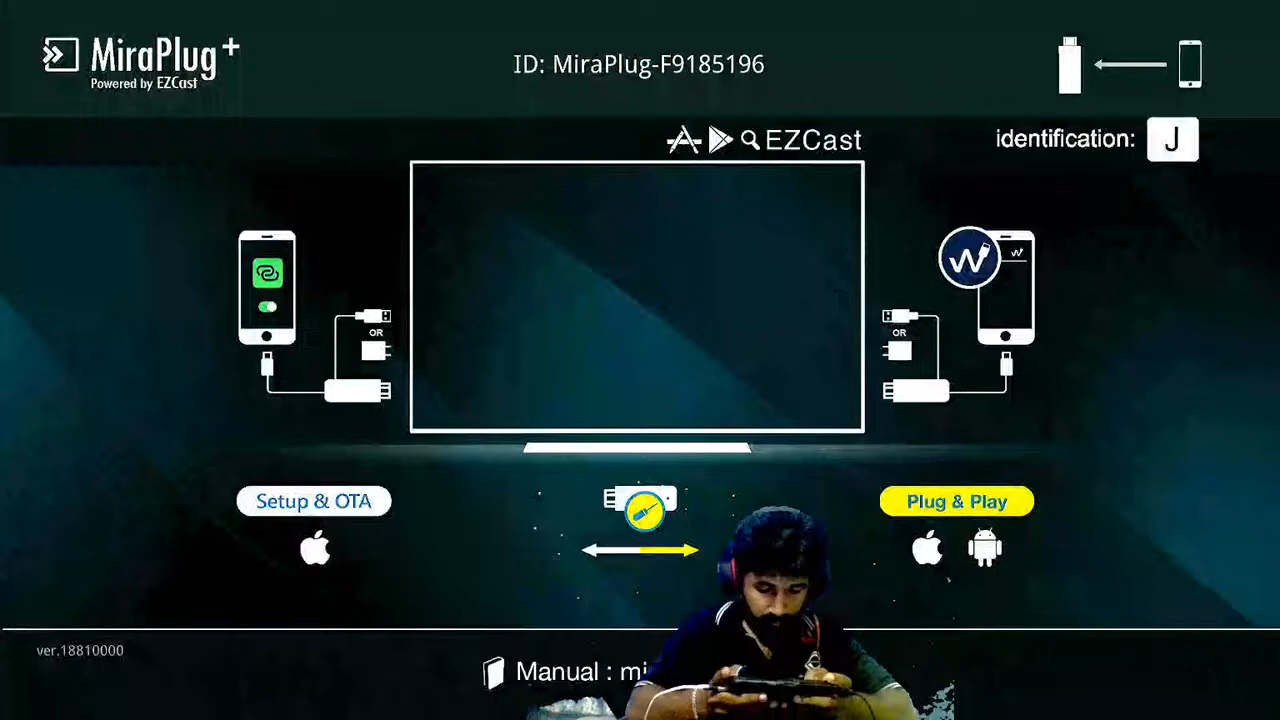 MiraPlug+
Powered by EZCast
ID: MiraPlug-F9185196
EZCast
identification: J
OR
OR
Setup & OTA
Plug & Play
ver.18810000
Manual : mi